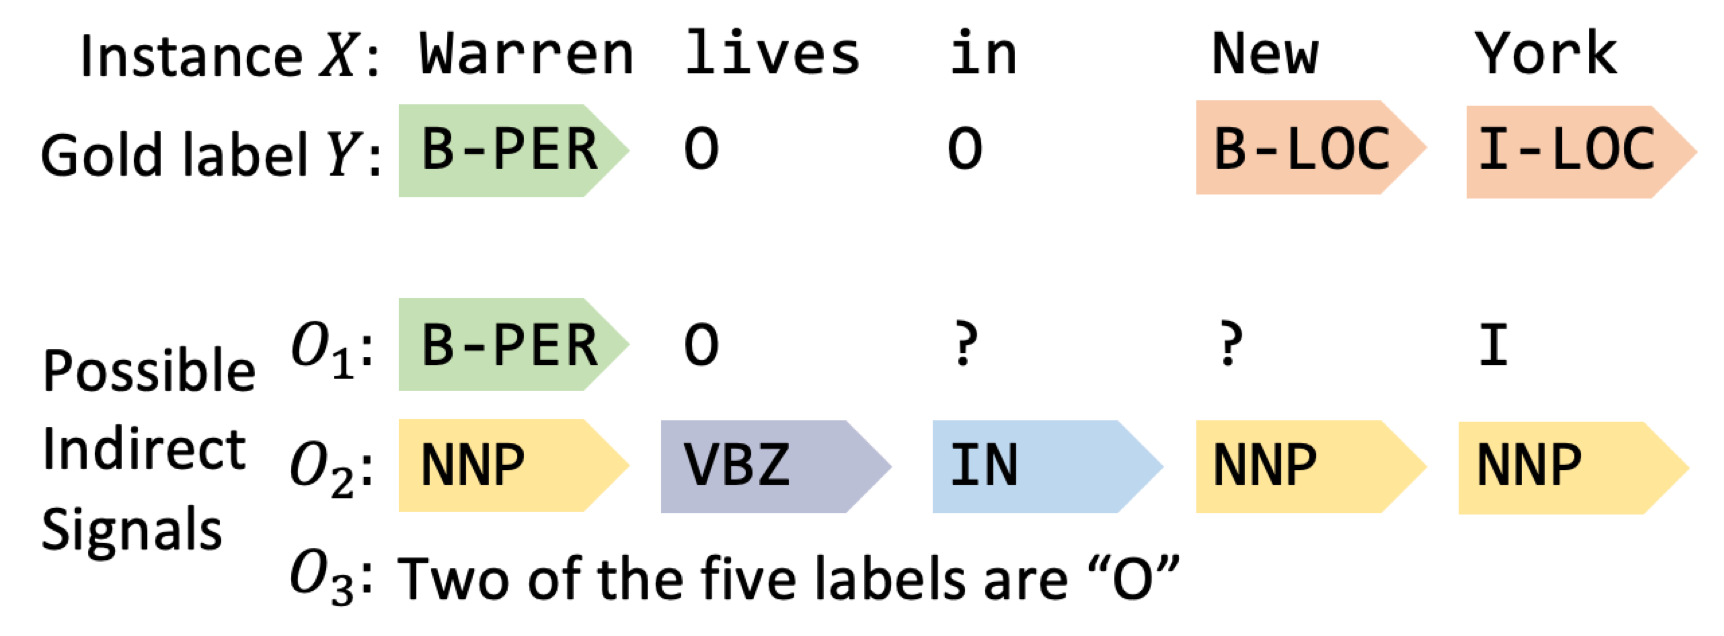 Instance X: Warren lives in New York
Gold label Y: B-PER O O B-LOC I-LOC
Possible Indirect Signals
O₁: B-PER O ? ? I
O₂: NNP VBZ IN NNP NNP
O₃: Two of the five labels are “O”